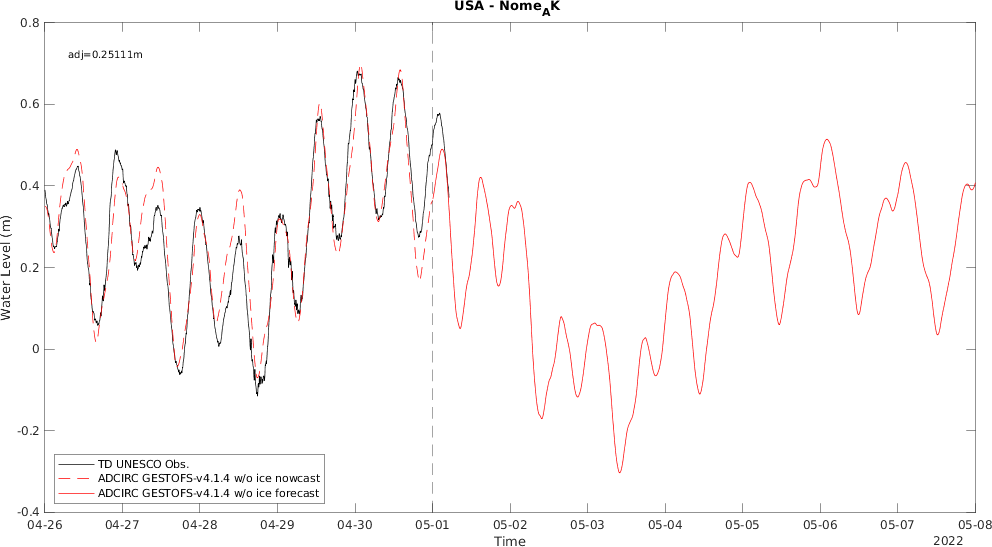 USA - Nome_AK
adj=0.25111m
0.8
0.6
0.4
0.2
0
-0.2
-0.4
Water Level (m)
TD UNESCO Obs.
ADCIRC GESTOFS-v4.1.4 w/o ice nowcast
ADCIRC GESTOFS-v4.1.4 w/o ice forecast
04-26 04-27 04-28 04-29 04-30 05-01 05-02 05-03 05-04 05-05 05-06 05-07 05-08
Time
2022